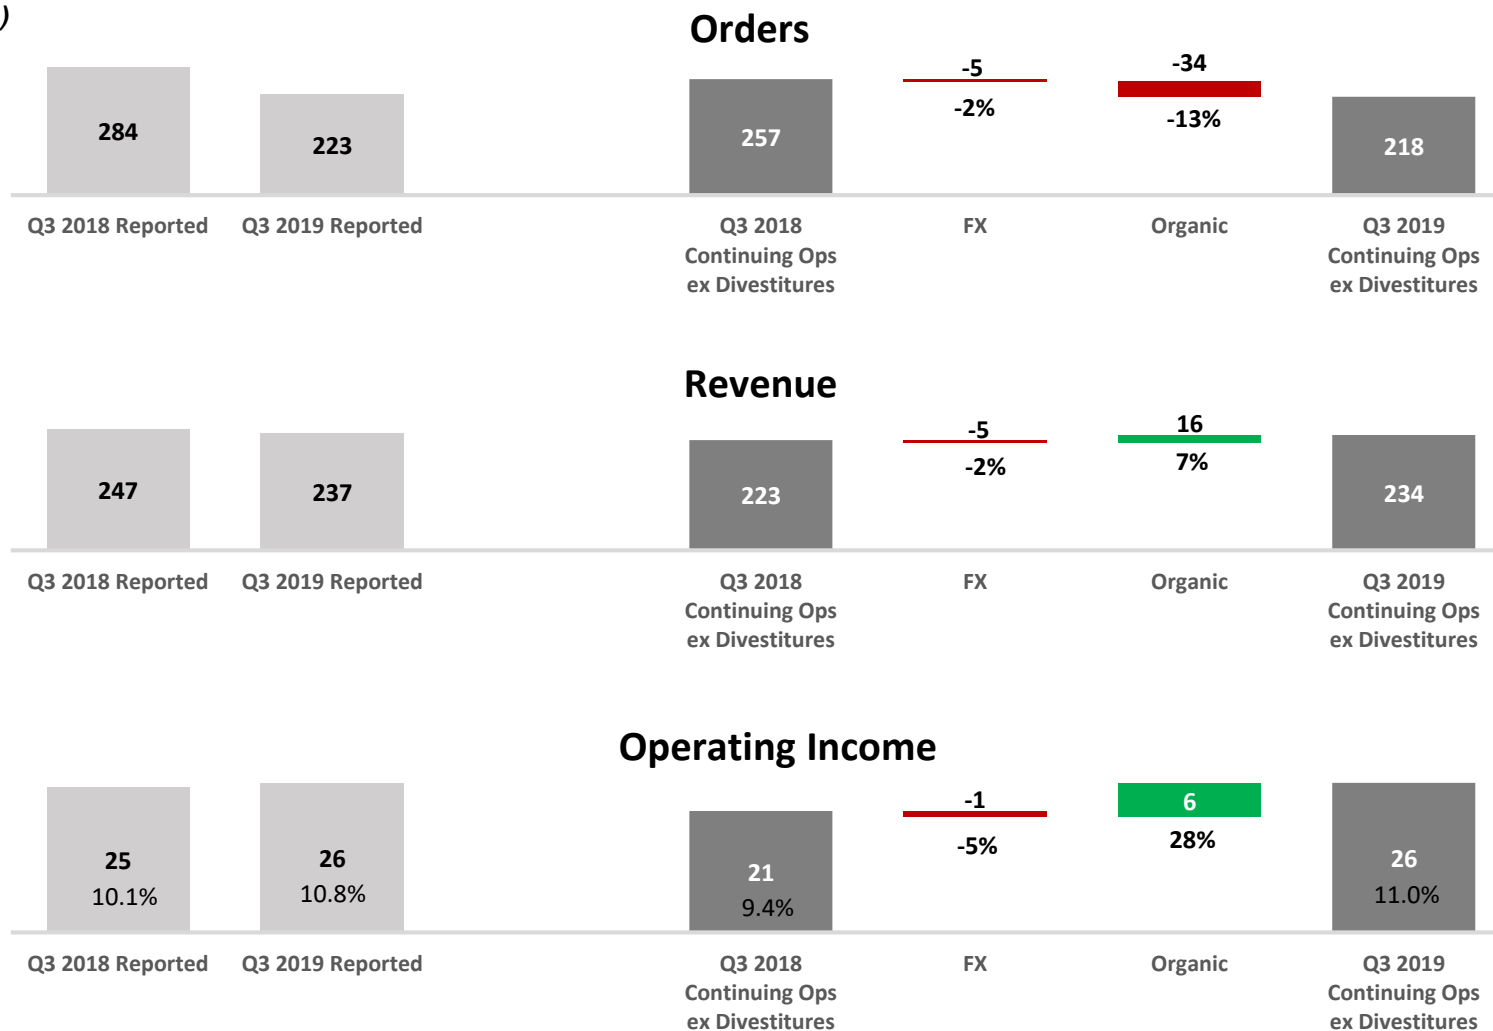 )
Orders
284
223
257
-5
-2%
-34
-13%
218
Q3 2018 Reported
Q3 2019 Reported
Q3 2018
Continuing Ops
ex Divestitures
FX
Organic
Q3 2019
Continuing Ops
ex Divestitures
Revenue
247
237
223
-5
-2%
16
7%
234
Q3 2018 Reported
Q3 2019 Reported
Q3 2018
Continuing Ops
ex Divestitures
FX
Organic
Q3 2019
Continuing Ops
ex Divestitures
Operating Income
25
10.1%
26
10.8%
21
9.4%
-1
-5%
6
28%
26
11.0%
Q3 2018 Reported
Q3 2019 Reported
Q3 2018
Continuing Ops
ex Divestitures
FX
Organic
Q3 2019
Continuing Ops
ex Divestitures